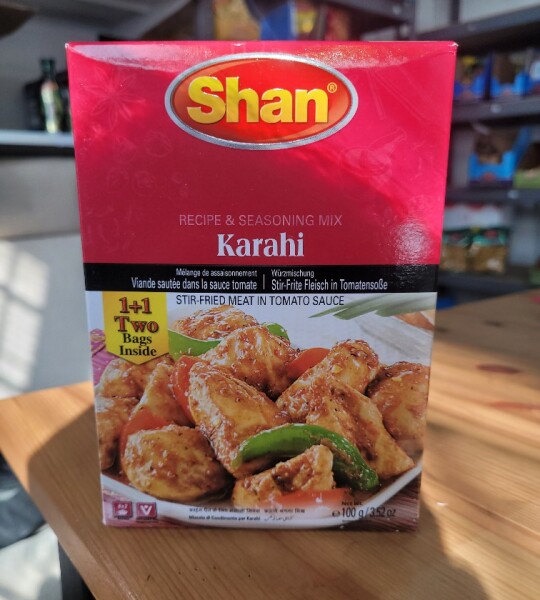 Shan®
RECIPE & SEASONING MIX
Karahi
Mélange de assaisonnement
Viande sautée dans la sauce tomate
Würzmischung
Stir-Frite Fleisch in Tomatensoße
STIR-FRIED MEAT IN TOMATO SAUCE
1+1
Two
Bags
Inside
100 g / 3.52 oz